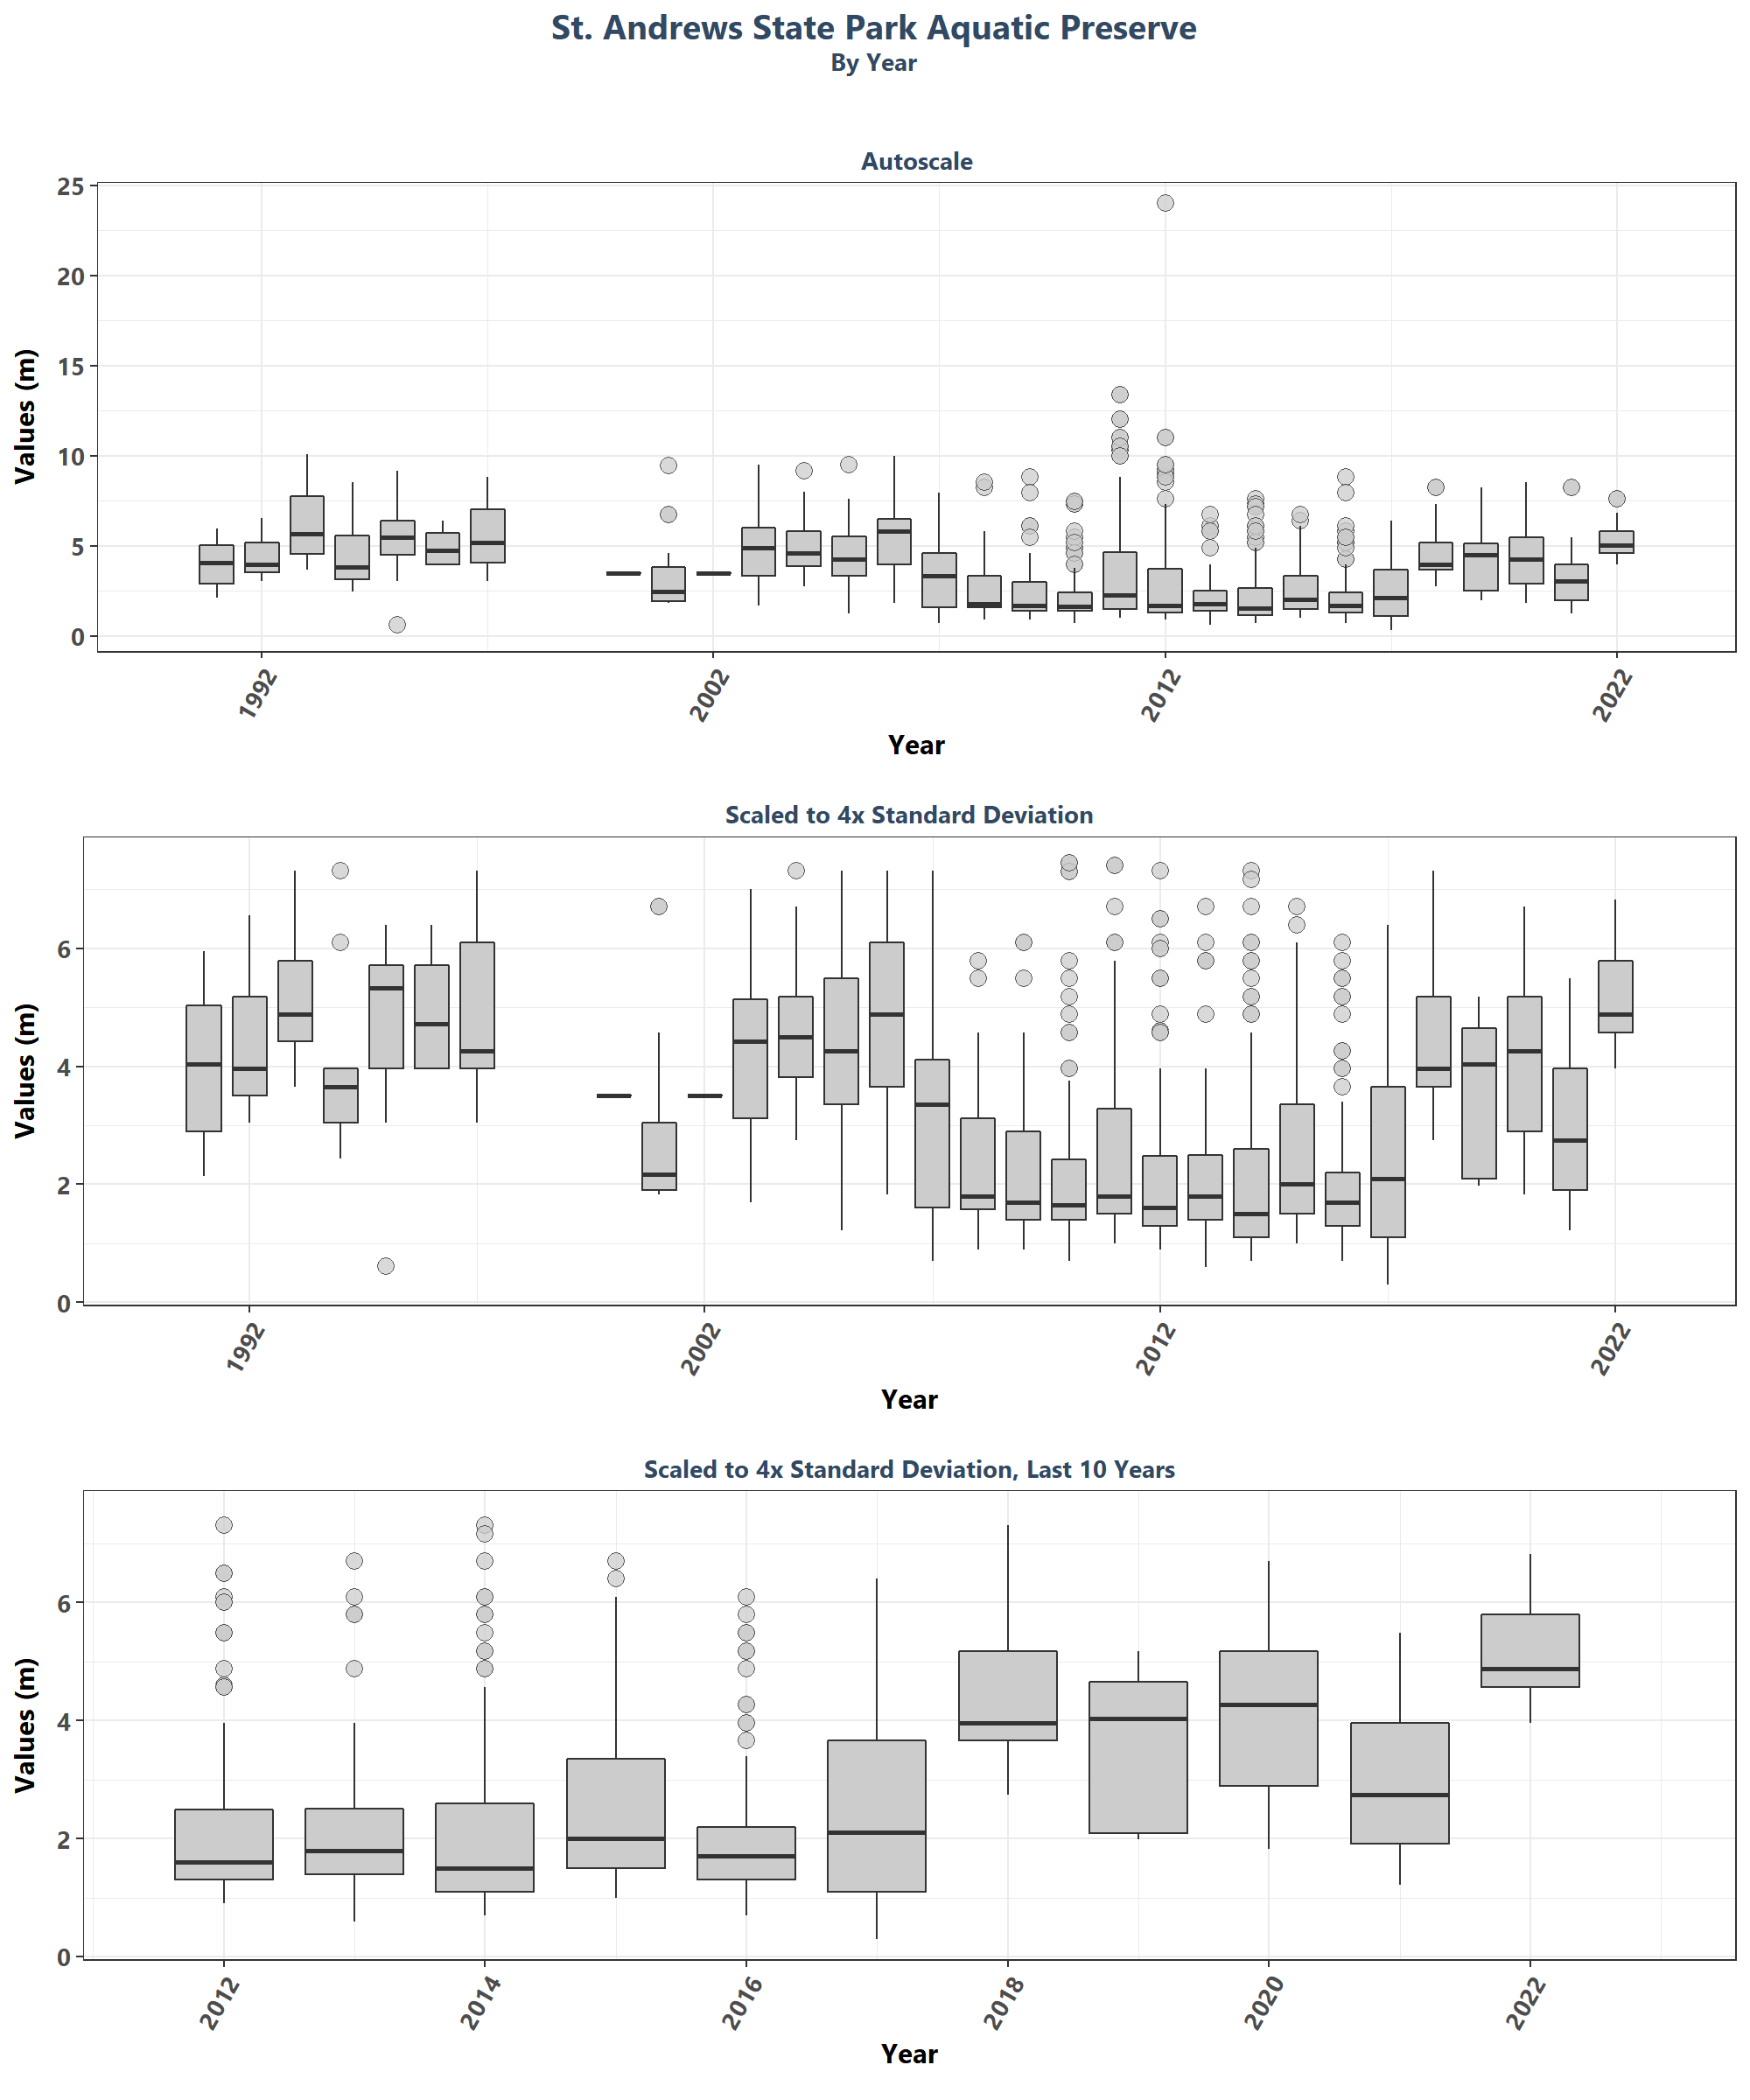 St. Andrews State Park Aquatic Preserve
By Year
Autoscale
Values (m)
25
20
15
10
5
0
1992
2002
2012
2022
Year
Scaled to 4x Standard Deviation
Values (m)
6
4
2
0
1992
2002
2012
2022
Year
Scaled to 4x Standard Deviation, Last 10 Years
Values (m)
6
4
2
0
2012
2014
2016
2018
2020
2022
Year